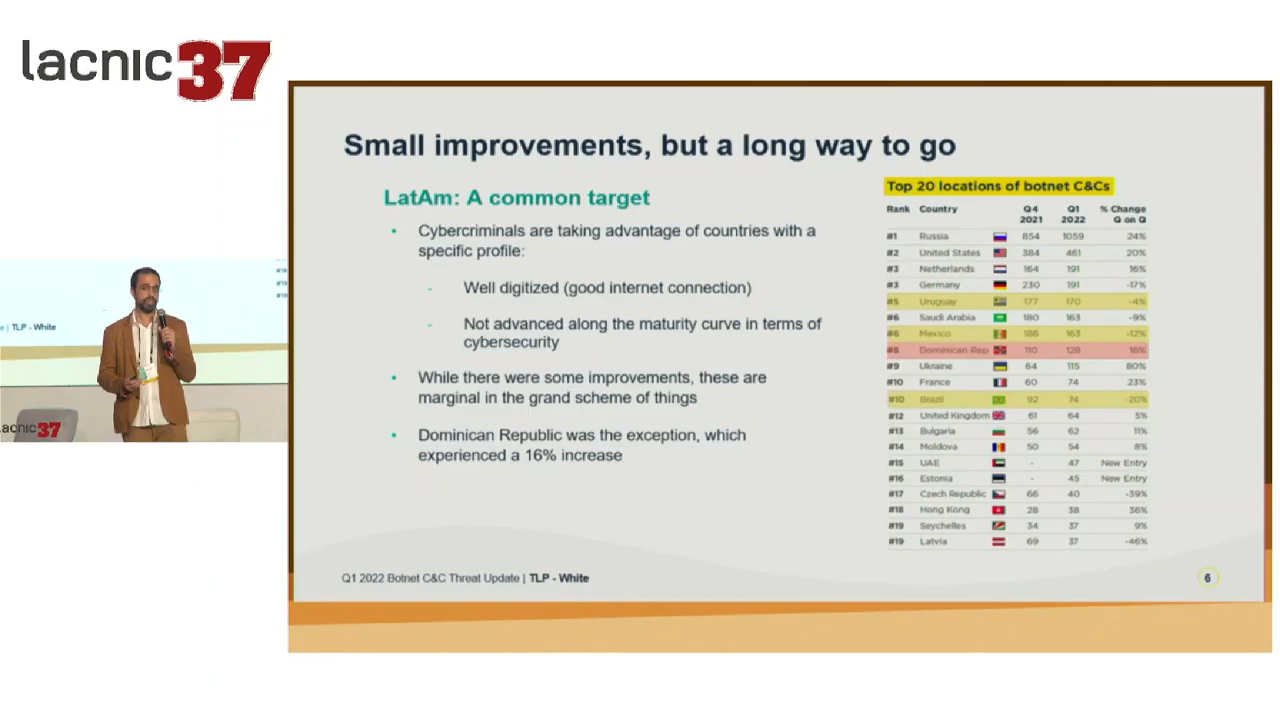 lacnic 37
Small improvements, but a long way to go
LatAm: A common target
• Cybercriminals are taking advantage of countries with a
specific profile:
- Well digitized (good internet connection)
- Not advanced along the maturity curve in terms of
cybersecurity
• While there were some improvements, these are
marginal in the grand scheme of things
• Dominican Republic was the exception, which
experienced a 16% increase
Top 20 locations of botnet C&Cs
Rank Country Q4 2021 Q1 2022 % Change Q on Q
#1 Russia 854 1059 24%
#2 United States 384 461 20%
#3 Netherlands 164 191 16%
#3 Germany 230 191 -17%
#5 Uruguay 177 170 -4%
#6 Saudi Arabia 180 163 -9%
#6 Mexico 186 163 -12%
#8 Dominican Rep 110 128 16%
#9 Ukraine 64 115 80%
#10 France 60 74 23%
#10 Brazil 92 74 -20%
#12 United Kingdom 61 64 5%
#13 Bulgaria 56 62 11%
#14 Moldova 50 54 8%
#15 UAE - 47 New Entry
#16 Estonia - 45 New Entry
#17 Czech Republic 66 40 -39%
#18 Hong Kong 28 38 36%
#19 Seychelles 34 37 9%
#19 Latvia 69 37 -46%
Q1 2022 Botnet C&C Threat Update | TLP - White
6
e | TLP - White
lacnic 37